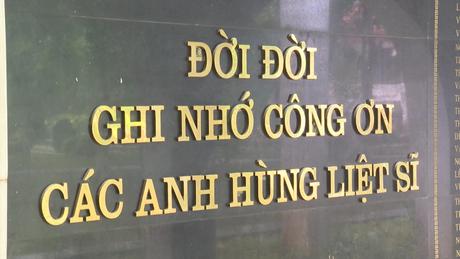 ĐỜI ĐỜI
GHI NHỚ CÔNG ƠN
CÁC ANH HÙNG LIỆT SĨ